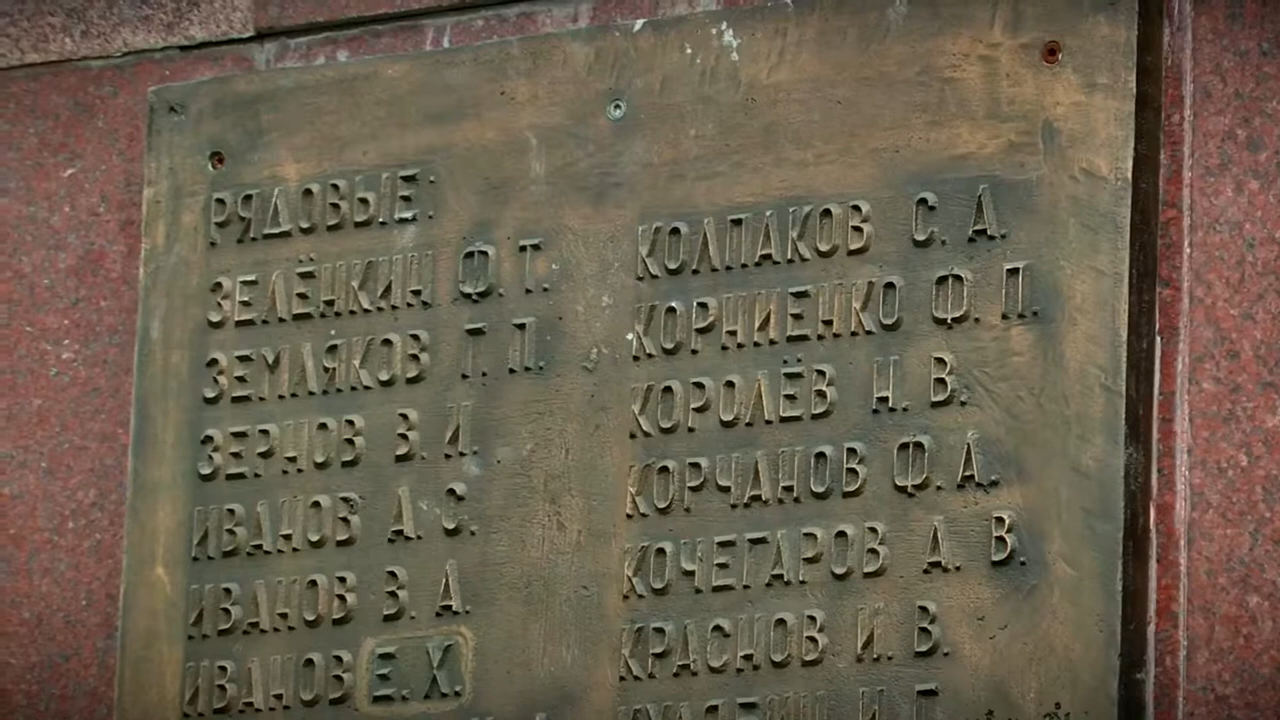 РЯДОВЫЕ:
ЗЕЛЁНКИН Ф. Т.
ЗЕМЛЯКОВ Г. П.
ЗЕРНОВ В. И.
ИВАНОВ А. С.
ИВАНОВ В. А.
ИВАНОВ Е. Х.
КОЛПАКОВ С. А.
КОРНИЕНКО Ф. П.
КОРОЛЁВ Н. В.
КОРЧАНОВ Ф. А.
КОЧЕГАРОВ А. В.
КРАСНОВ И. В.